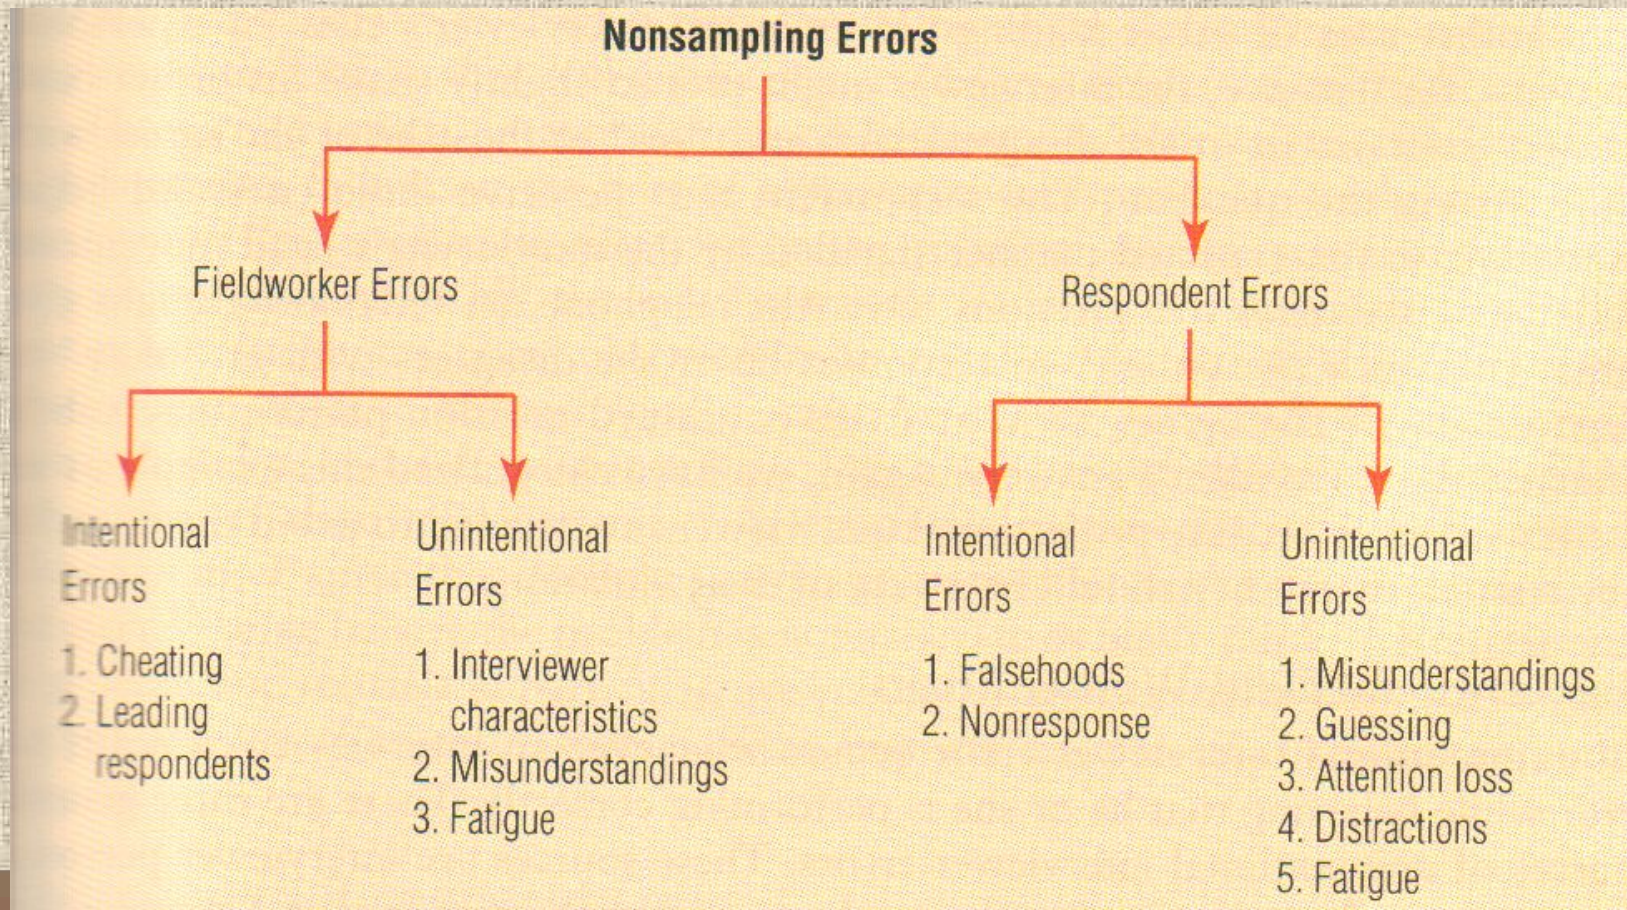 Nonsampling Errors
Fieldworker Errors
Respondent Errors
Intentional
Errors
1. Cheating
2. Leading
respondents
Unintentional
Errors
1. Interviewer
characteristics
2. Misunderstandings
3. Fatigue
Intentional
Errors
1. Falsehoods
2. Nonresponse
Unintentional
Errors
1. Misunderstandings
2. Guessing
3. Attention loss
4. Distractions
5. Fatigue